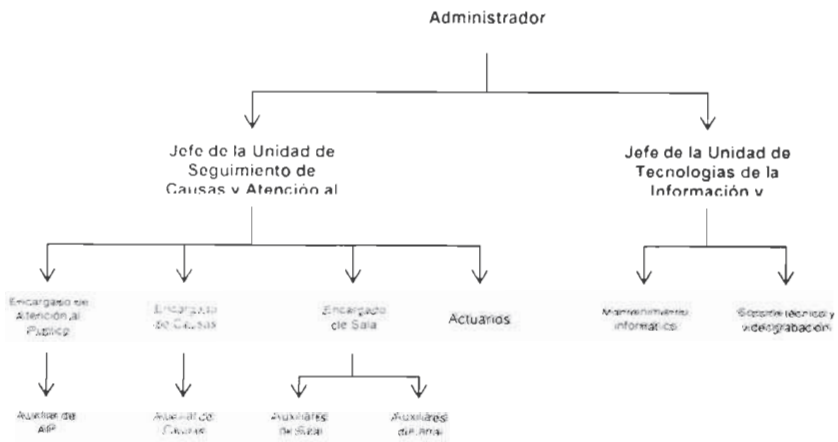 Administrador
Jefe de la Unidad de
Seguimiento de
Causas y Atención al
Jefe de la Unidad de
Tecnologías de la
Información y
Encargado de
Atención al
Público
Encargado
de Causas
Encargado
de Sala
Actuarios
Mantenimiento
informático
Soporte técnico y
videograbación
Auxiliar de
AIP
Auxiliar de
Causas
Auxiliares
de Sala
Auxiliares